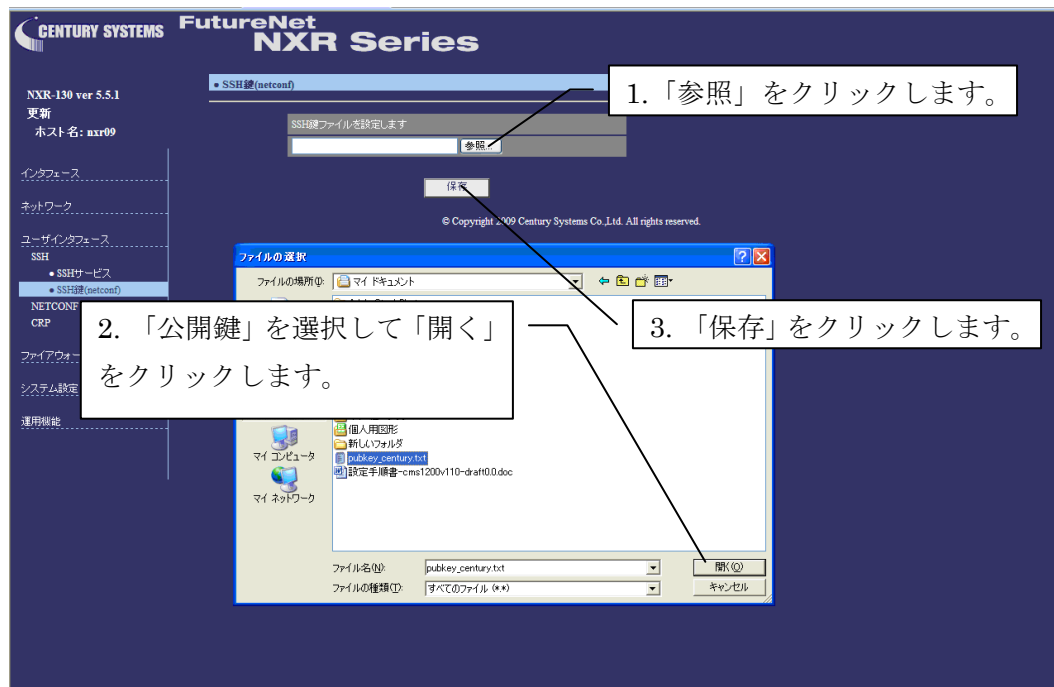 CENTURY SYSTEMS
FutureNet
NXR Series
NXR-130 ver 5.5.1
更新
ホスト名: nxr09
インタフェース
ネットワーク
ユーザインタフェース
SSH
● SSHサービス
● SSH鍵(netconf)
NETCONF
CRP
ファイアウォー
システム設定
運用機能
● SSH鍵(netconf)
1.「参照」をクリックします。
SSH鍵ファイルを設定します
参照...
保存
© Copyright 2009 Century Systems Co.,Ltd. All rights reserved.
ファイルの選択
ファイルの場所(I):
マイ ドキュメント
2. 「公開鍵」を選択して「開く」
をクリックします。
3. 「保存」をクリックします。
個人用図形
新しいフォルダ
pubkey_century.txt
設定手順書-cms1200v110-draft0.0.doc
マイ コンピュータ
マイ ネットワーク
ファイル名(N):
pubkey_century.txt
開く(O)
ファイルの種類(T):
すべてのファイル (*.*)
キャンセル